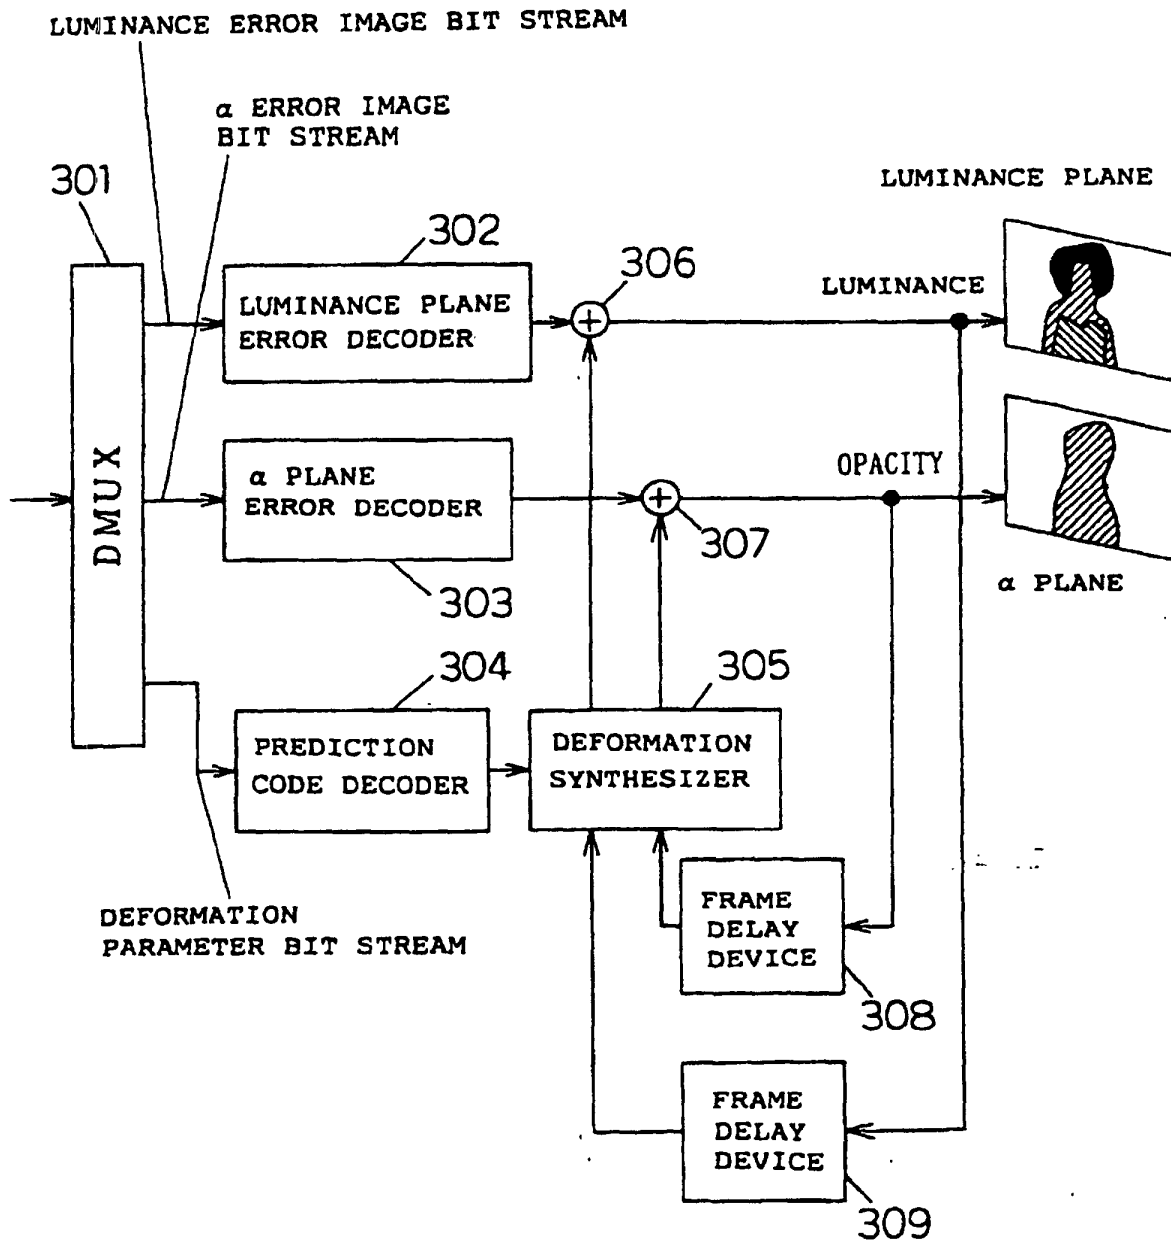 LUMINANCE ERROR IMAGE BIT STREAM
α ERROR IMAGE
BIT STREAM
301
LUMINANCE PLANE
302
306
LUMINANCE PLANE
ERROR DECODER
+
LUMINANCE
DMUX
α PLANE
ERROR DECODER
+
OPACITY
307
303
α PLANE
304
305
PREDICTION
CODE DECODER
DEFORMATION
SYNTHESIZER
DEFORMATION
PARAMETER BIT STREAM
FRAME
DELAY
DEVICE
308
FRAME
DELAY
DEVICE
309